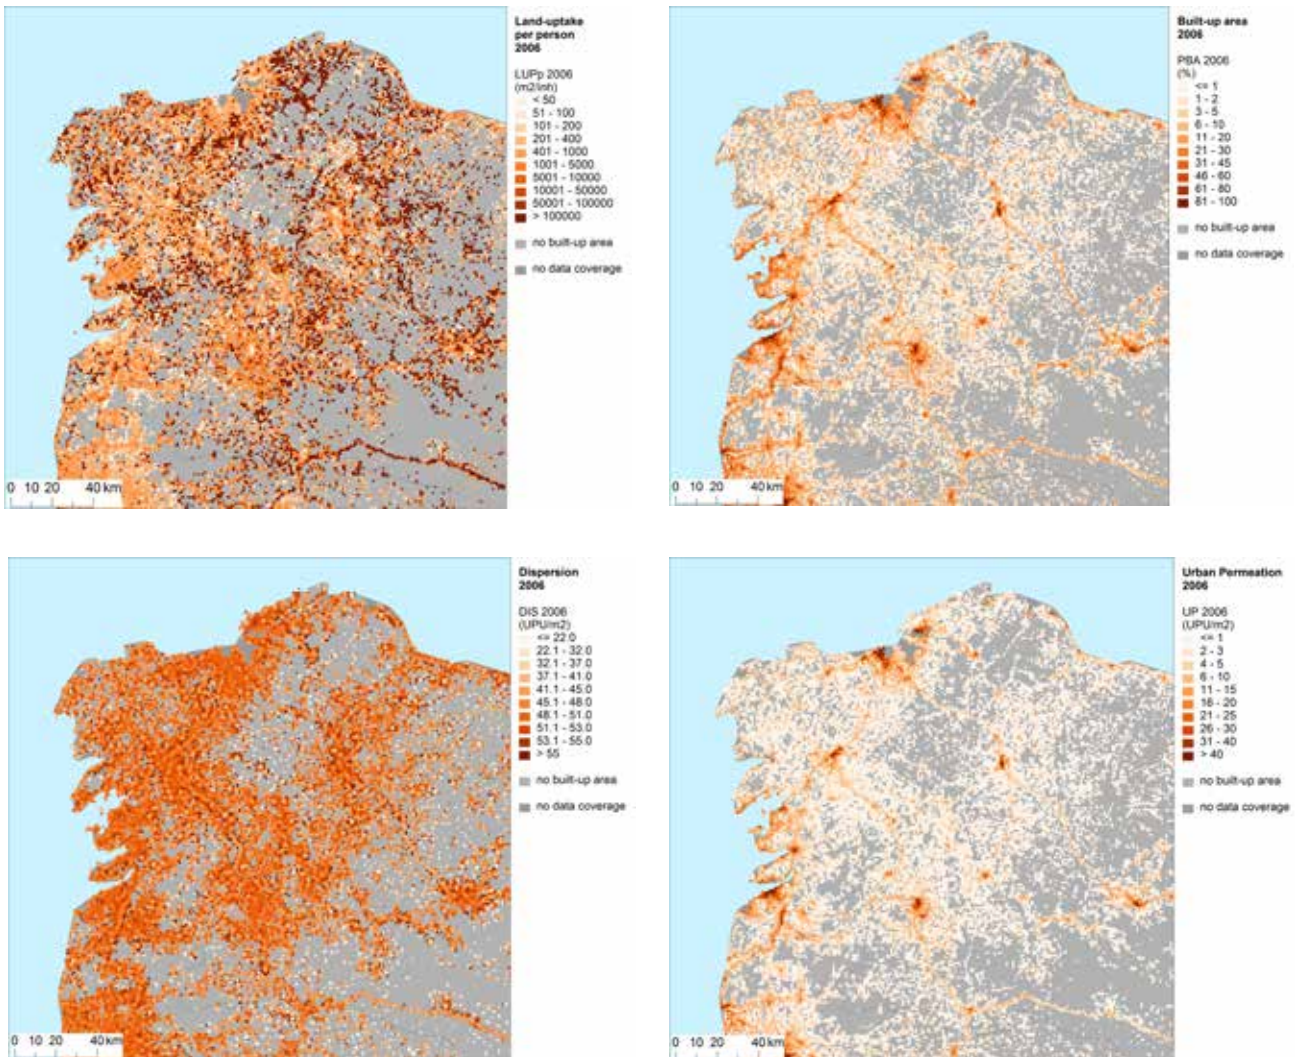 Land-uptake
per person
2006
LUPp 2006
(m2/inh)
< 50
51 - 100
101 - 200
201 - 400
401 - 1000
1001 - 5000
5001 - 10000
10001 - 50000
50001 - 100000
> 100000
no built-up area
no data coverage
0 10 20 40 km
Built-up area
2006
PBA 2006
(%)
<= 1
1 - 2
3 - 5
6 - 10
11 - 20
21 - 30
31 - 45
46 - 60
61 - 80
81 - 100
no built-up area
no data coverage
0 10 20 40 km
Dispersion
2006
DIS 2006
(UPU/m2)
<= 22.0
22.1 - 32.0
32.1 - 37.0
37.1 - 41.0
41.1 - 45.0
45.1 - 48.0
48.1 - 51.0
51.1 - 53.0
53.1 - 55.0
> 55
no built-up area
no data coverage
0 10 20 40 km
Urban Permeation
2006
UP 2006
(UPU/m2)
<= 1
2 - 3
4 - 5
6 - 10
11 - 15
16 - 20
21 - 25
26 - 30
31 - 40
> 40
no built-up area
no data coverage
0 10 20 40 km